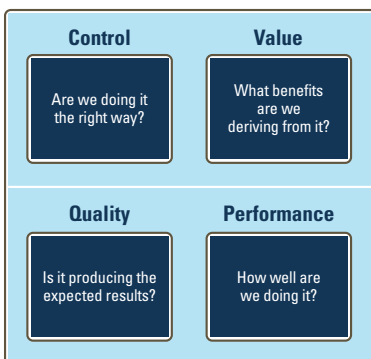 Control
Are we doing it
the right way?
Value
What benefits
are we
deriving from it?
Quality
Is it producing the
expected results?
Performance
How well are
we doing it?